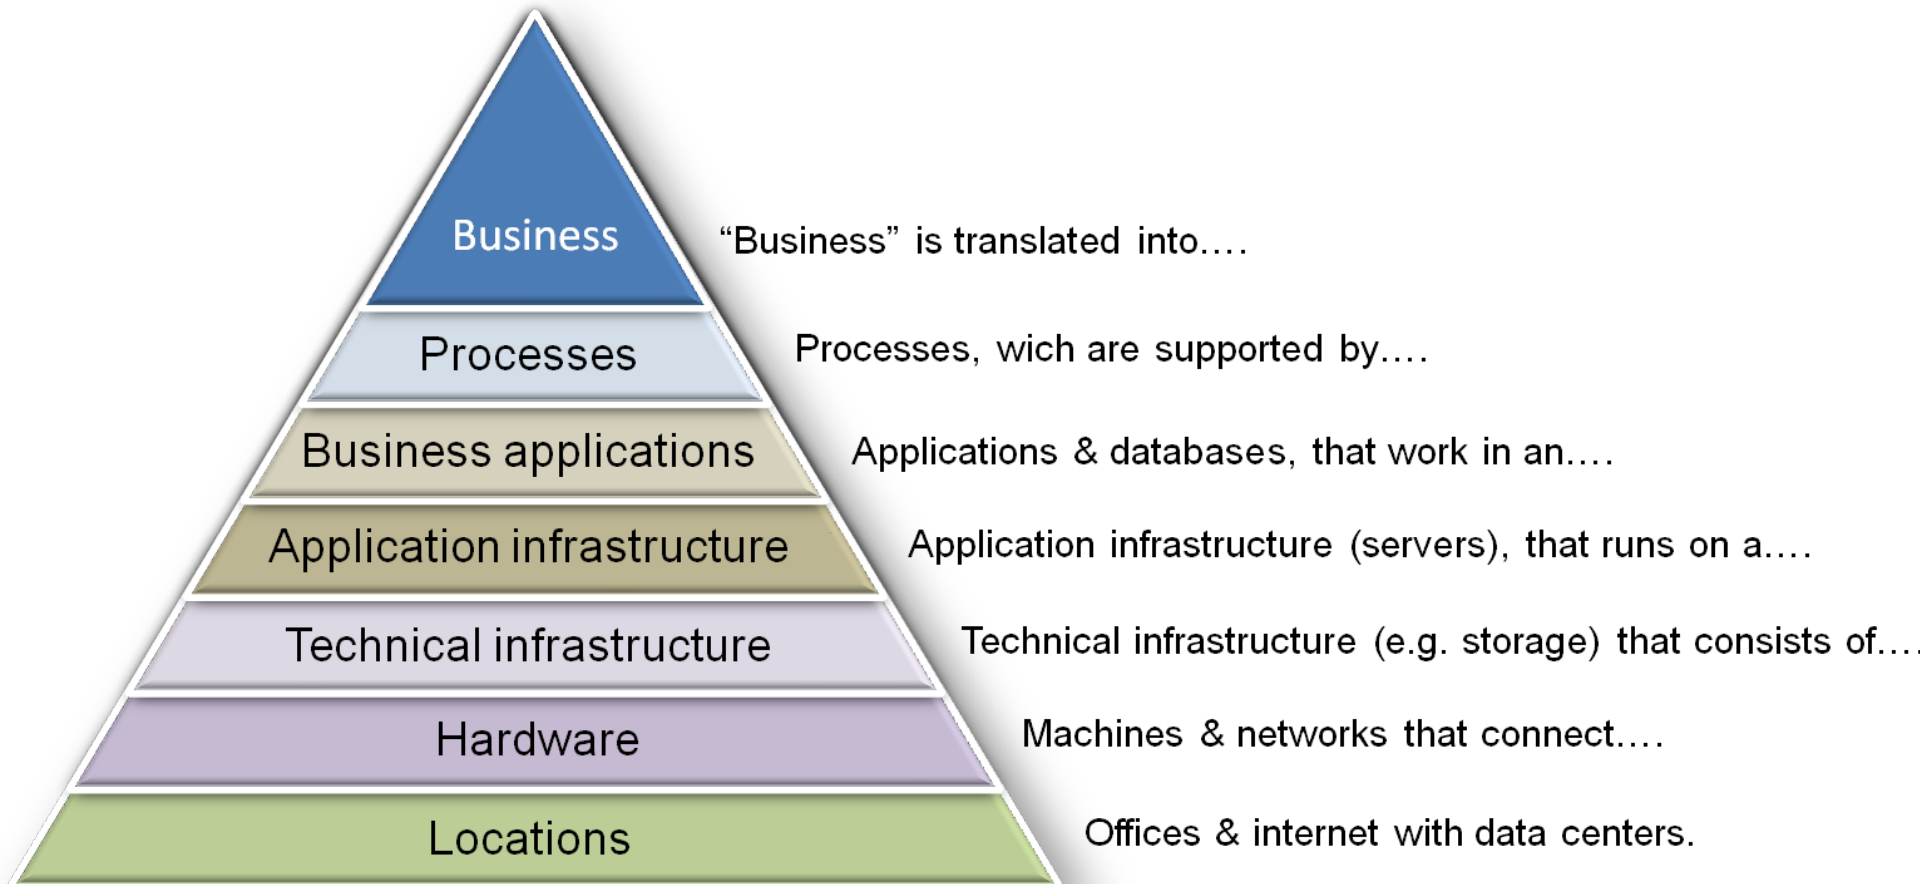 Business
“Business” is translated into....
Processes
Processes, wich are supported by....
Business applications
Applications & databases, that work in an....
Application infrastructure
Application infrastructure (servers), that runs on a....
Technical infrastructure
Technical infrastructure (e.g. storage) that consists of....
Hardware
Machines & networks that connect....
Locations
Offices & internet with data centers.